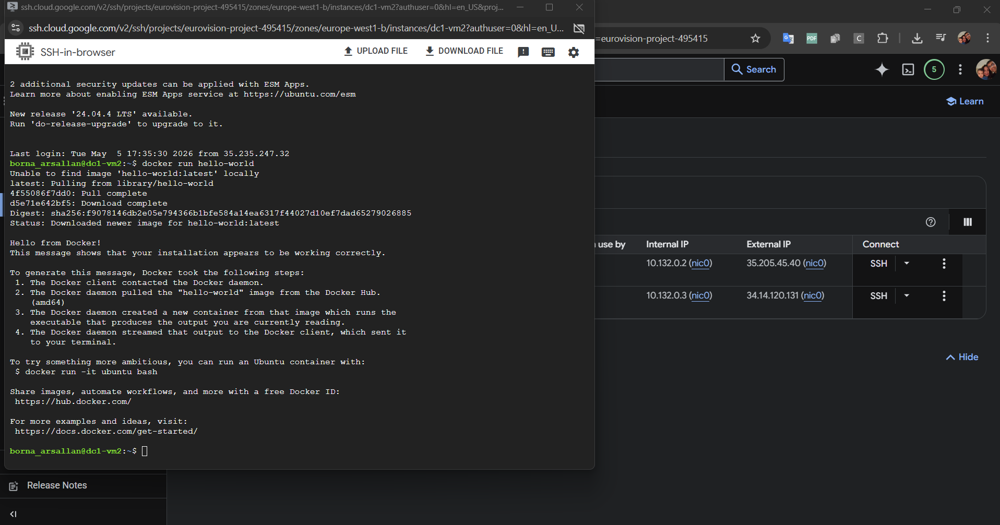 ssh.cloud.google.com/v2/ssh/projects/eurovision-project-495415/zones/europe-west1-b/instances/dc1-vm2?authuser=0&hl=en_US&proj...
ssh.cloud.google.com/v2/ssh/projects/eurovision-project-495415/zones/europe-west1-b/instances/dc1-vm2?authuser=0&hl=en_U...
=eurovision-project-495415
PDF
C
SSH-in-browser
UPLOAD FILE
DOWNLOAD FILE
Search
5
Learn
2 additional security updates can be applied with ESM Apps.
Learn more about enabling ESM Apps service at https://ubuntu.com/esm
New release '24.04.4 LTS' available.
Run 'do-release-upgrade' to upgrade to it.
Last login: Tue May  5 17:35:30 2026 from 35.235.247.32
borna_arsallan@dc1-vm2:~$ docker run hello-world
Unable to find image 'hello-world:latest' locally
latest: Pulling from library/hello-world
4f55086f7dd0: Pull complete
d5e71e642bf5: Download complete
Digest: sha256:f9078146db2e05e794366b1bfe584a14ea6317f44027d10ef7dad65279026885
Status: Downloaded newer image for hello-world:latest
Hello from Docker!
This message shows that your installation appears to be working correctly.
To generate this message, Docker took the following steps:
1. The Docker client contacted the Docker daemon.
2. The Docker daemon pulled the "hello-world" image from the Docker Hub.
(amd64)
3. The Docker daemon created a new container from that image which runs the
executable that produces the output you are currently reading.
4. The Docker daemon streamed that output to the Docker client, which sent it
to your terminal.
To try something more ambitious, you can run an Ubuntu container with:
$ docker run -it ubuntu bash
Share images, automate workflows, and more with a free Docker ID:
https://hub.docker.com/
For more examples and ideas, visit:
https://docs.docker.com/get-started/
borna_arsallan@dc1-vm2:~$
use by Internal IP External IP Connect
10.132.0.2 (nic0) 35.205.45.40 (nic0) SSH
10.132.0.3 (nic0) 34.14.120.131 (nic0) SSH
Hide
Release Notes